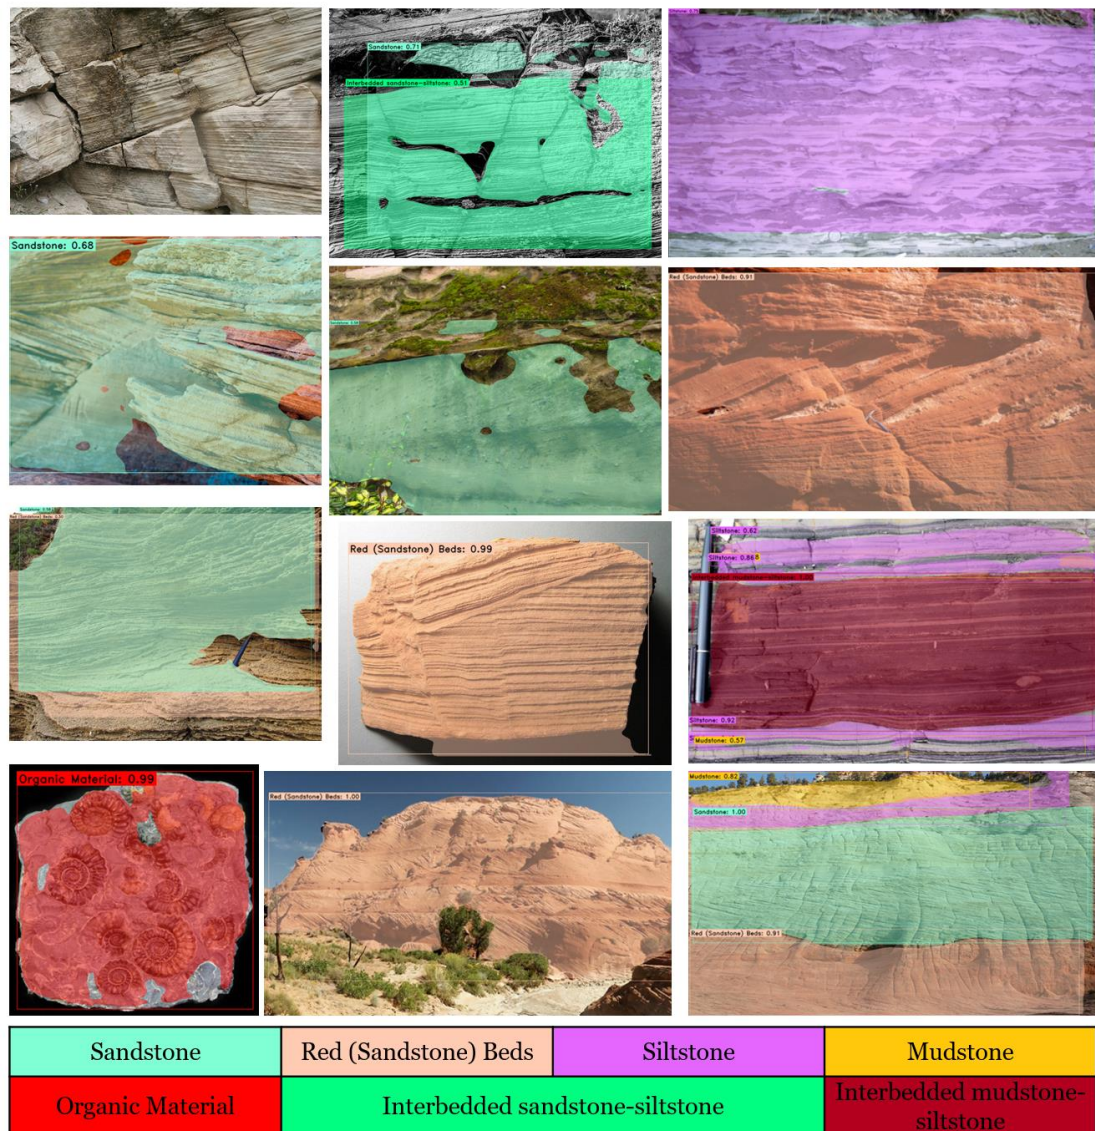 Sandstone: 0.71
Interbedded sandstone-siltstone: 0.51
Sandstone: 0.68
Red (Sandstone) Beds: 0.91
Red (Sandstone) Beds: 0.99
Siltstone: 0.62
Siltstone: 0.86
Siltstone: 0.92
Mudstone: 0.57
Organic Material: 0.99
Red (Sandstone) Beds: 1.00
Mudstone: 0.82
Sandstone: 1.00
Red (Sandstone) Beds: 0.91
Sandstone
Red (Sandstone) Beds
Siltstone
Mudstone
Organic Material
Interbedded sandstone-siltstone
Interbedded mudstone-
siltstone